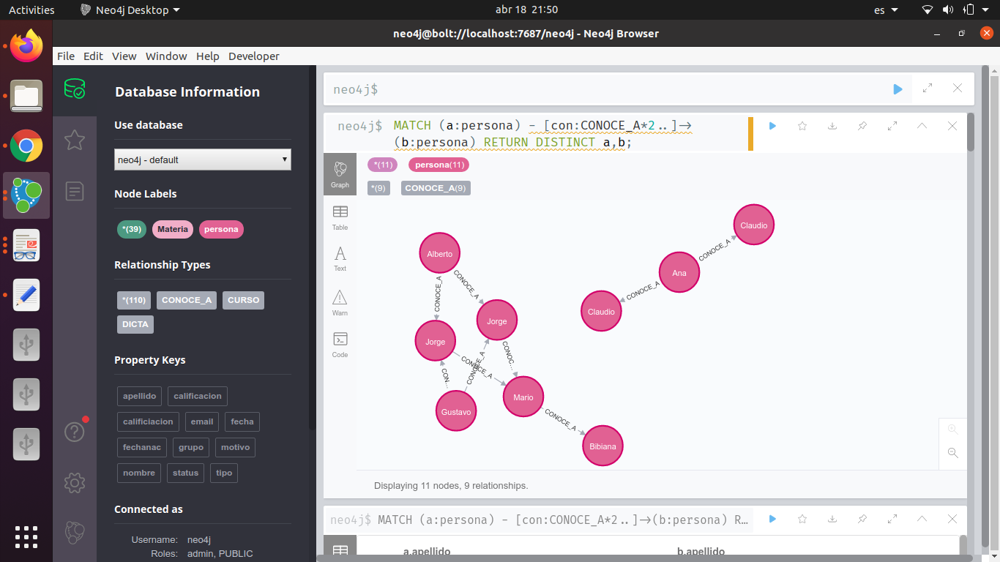 Activities
Neo4j Desktop
abr 18 21:50
es
neo4j@bolt://localhost:7687/neo4j - Neo4j Browser
File Edit View Window Help Developer
Database Information
Use database
neo4j - default
Node Labels
*(39) Materia persona
Relationship Types
*(110) CONOCE_A CURSO
DICTA
Property Keys
apellido calificacion
calificiacion email fecha
fechanac grupo motivo
nombre status tipo
Connected as
Username: neo4j
Roles: admin, PUBLIC
neo4j$
neo4j$ MATCH (a:persona) - [con:CONOCE_A*2..]->
(b:persona) RETURN DISTINCT a,b;
Graph
Table
Text
Warn
Code
*(11) persona(11)
*(9) CONOCE_A(9)
Claudio
CONOCE_A
Ana
CONOCE_A
Claudio
Alberto
CONOCE_A
CONOCE_A
Jorge
Jorge
CONOCE_A
CONOCE_A
CONOC...
CON...
Gustavo
Mario
CONOCE_A
Bibiana
Displaying 11 nodes, 9 relationships.
neo4j$ MATCH (a:persona) - [con:CONOCE_A*2..]->(b:persona) R...
a.apellido b.apellido